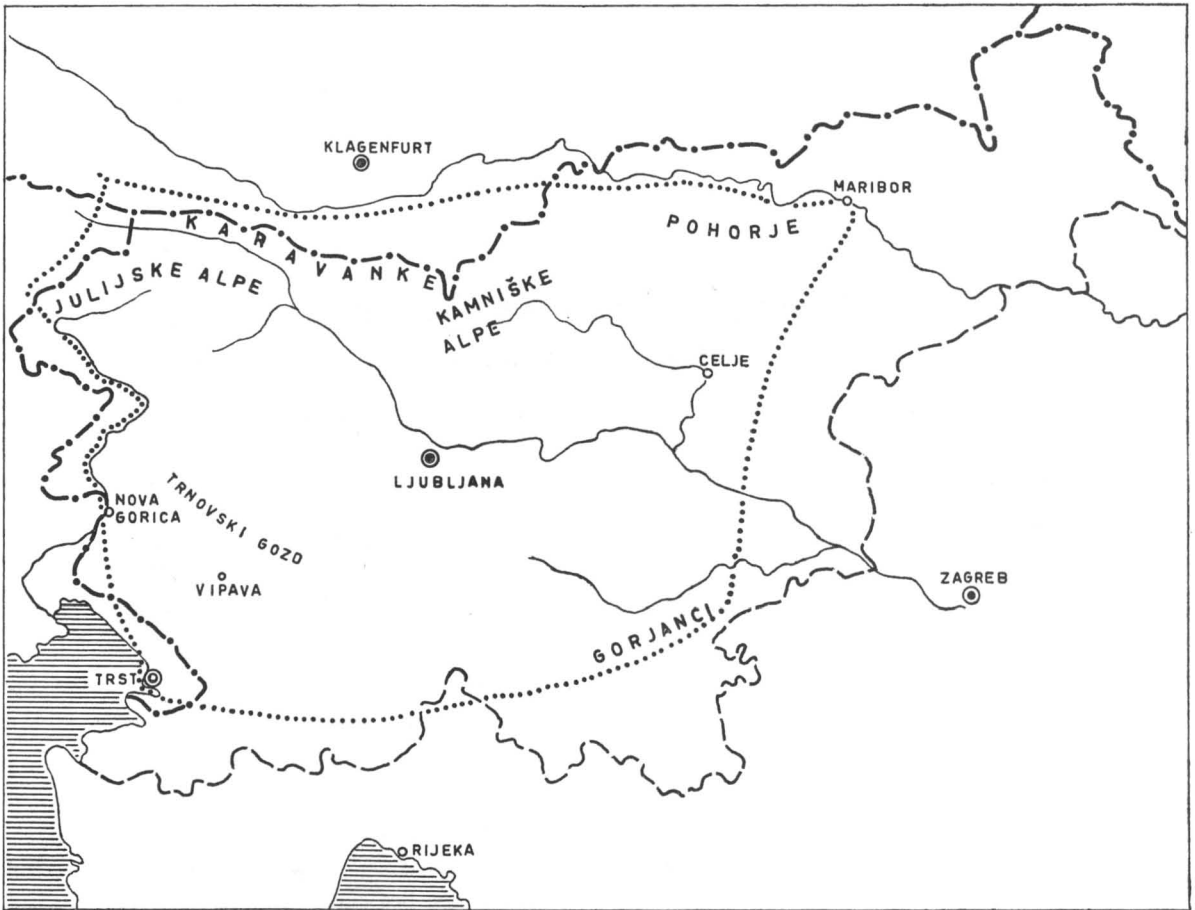 KLAGENFURT
MARIBOR
POHORJE
KARAVANKE
JULIJSKE ALPE
KAMNIŠKE
ALPE
CELJE
LJUBLJANA
NOVA
GORICA
TRNOVSKI GOZD
VIPAVA
ZAGREB
GORJANCI
TRST
RIJEKA